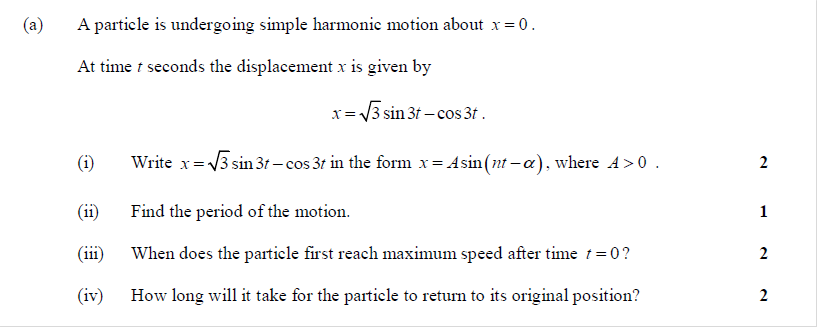 (a) A particle is undergoing simple harmonic motion about x = 0.
At time t seconds the displacement x is given by
x = √3 sin 3t – cos 3t.
(i) Write x = √3 sin 3t – cos 3t in the form x = A sin(nt – α), where A > 0. 2
(ii) Find the period of the motion. 1
(iii) When does the particle first reach maximum speed after time t = 0? 2
(iv) How long will it take for the particle to return to its original position? 2